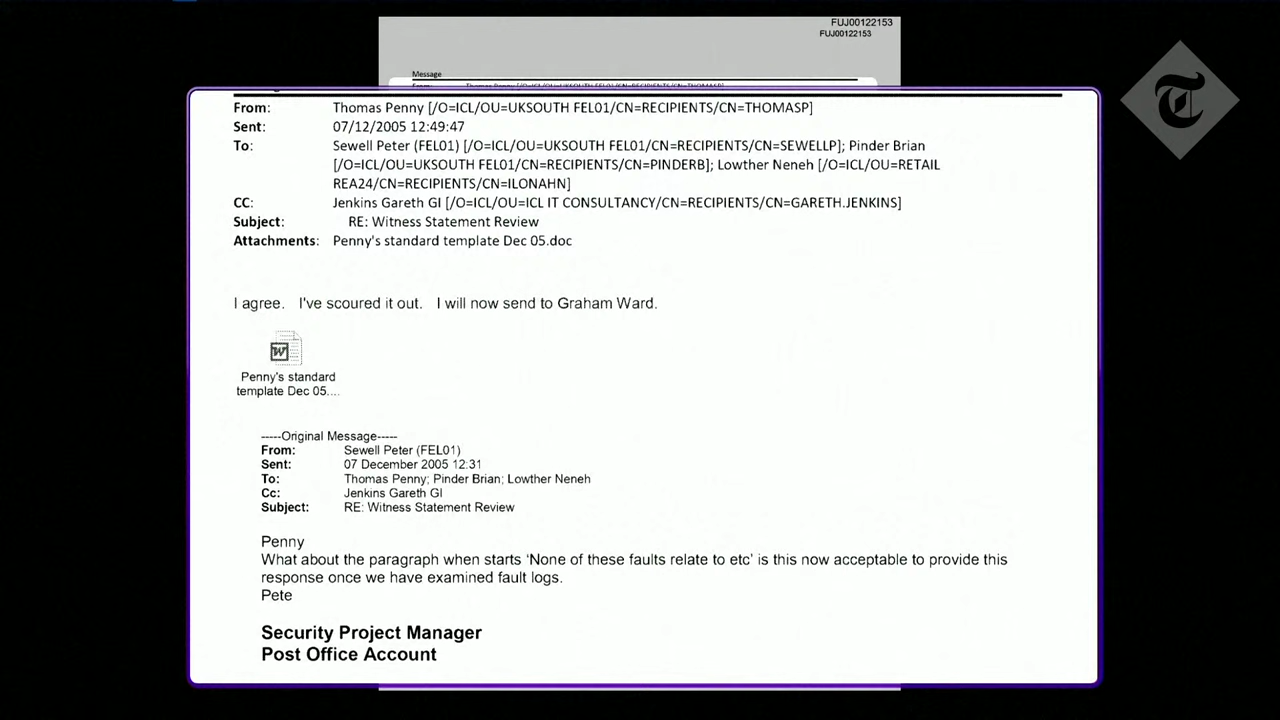 FUJ00122153
FUJ00122153
Message
From: Thomas Penny [/O=ICL/OU=UKSOUTH FEL01/CN=RECIPIENTS/CN=THOMASP]
Sent: 07/12/2005 12:49:47
To: Sewell Peter (FEL01) [/O=ICL/OU=UKSOUTH FEL01/CN=RECIPIENTS/CN=SEWELLP]; Pinder Brian
[/O=ICL/OU=UKSOUTH FEL01/CN=RECIPIENTS/CN=PINDERB]; Lowther Neneh [/O=ICL/OU=RETAIL
REA24/CN=RECIPIENTS/CN=ILONAHN]
CC: Jenkins Gareth GI [/O=ICL/OU=ICL IT CONSULTANCY/CN=RECIPIENTS/CN=GARETH.JENKINS]
Subject: RE: Witness Statement Review
Attachments: Penny's standard template Dec 05.doc
I agree. I've scoured it out. I will now send to Graham Ward.
W
Penny's standard
template Dec 05....
-----Original Message-----
From: Sewell Peter (FEL01)
Sent: 07 December 2005 12:31
To: Thomas Penny; Pinder Brian; Lowther Neneh
Cc: Jenkins Gareth GI
Subject: RE: Witness Statement Review
Penny
What about the paragraph when starts ‘None of these faults relate to etc’ is this now acceptable to provide this
response once we have examined fault logs.
Pete
Security Project Manager
Post Office Account
T